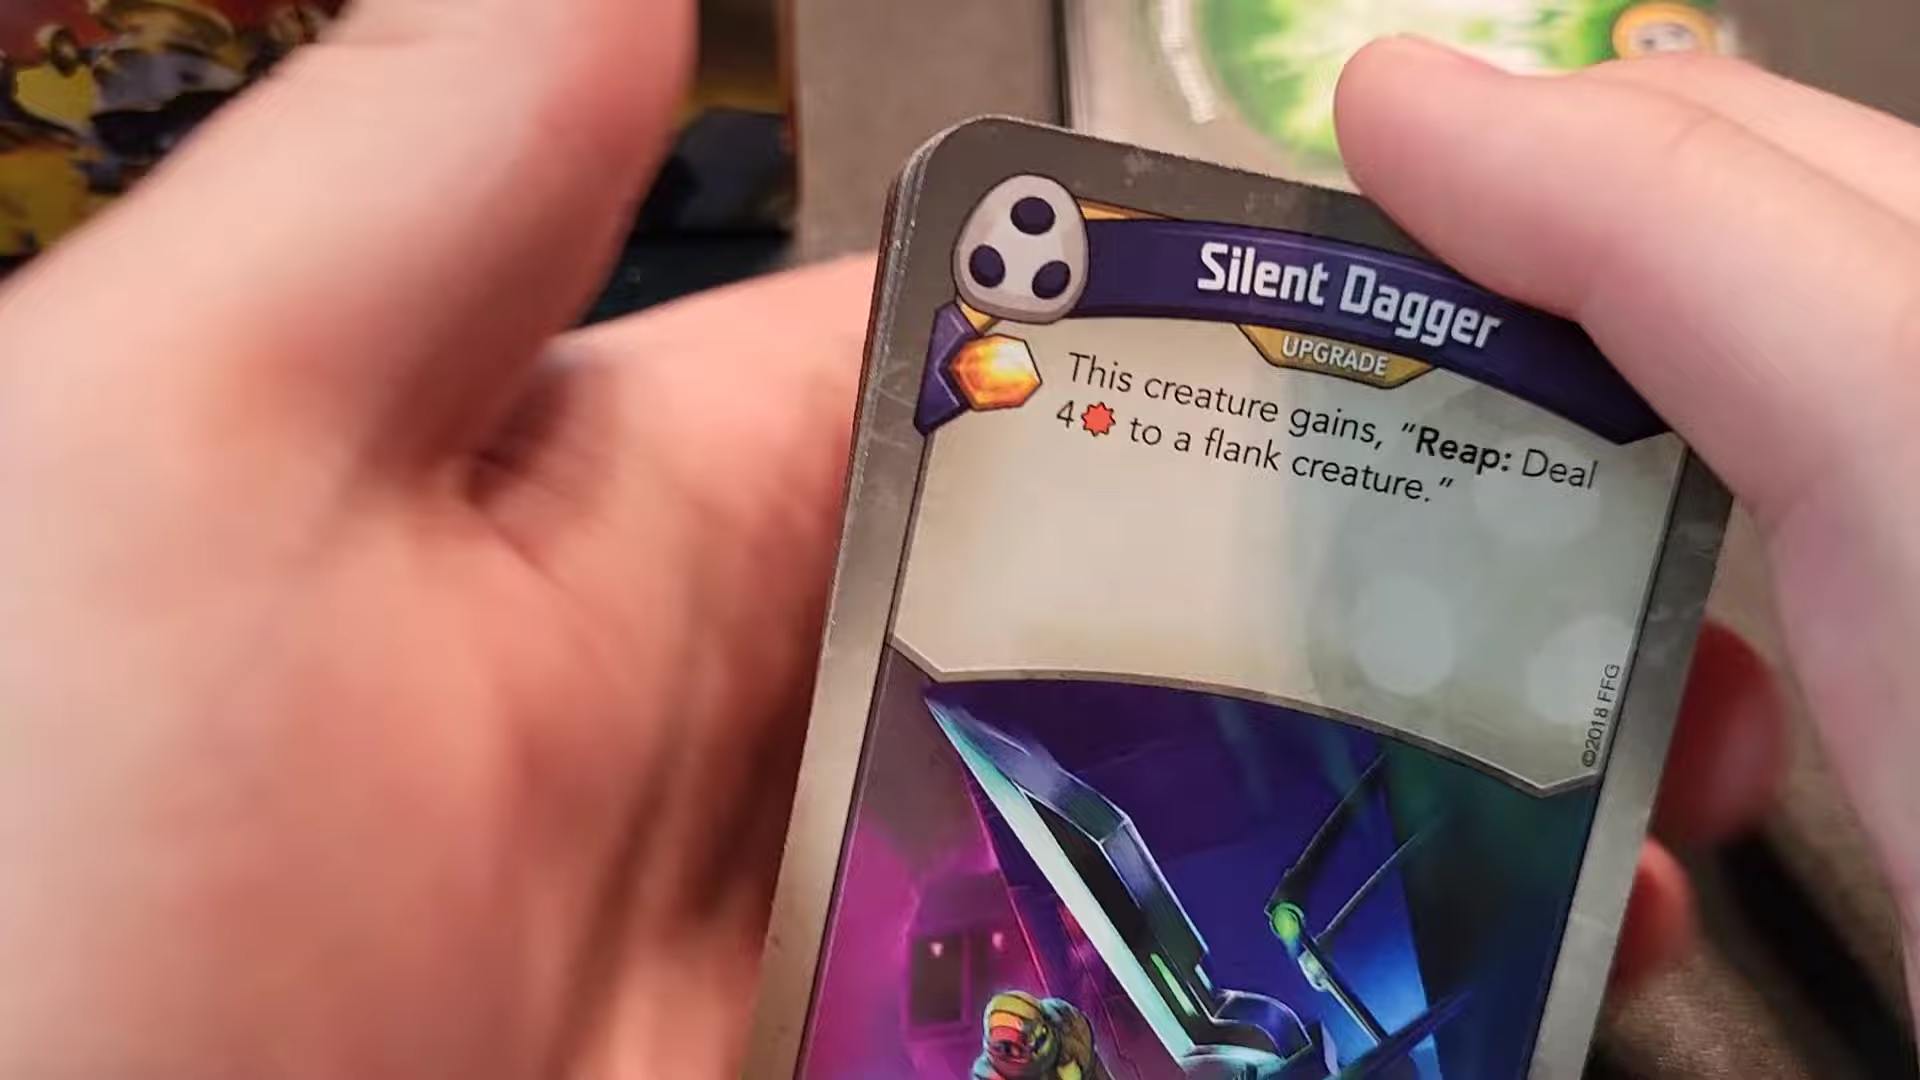 Silent Dagger
UPGRADE
This creature gains, “Reap: Deal
4 to a flank creature.”
©2018 FFG